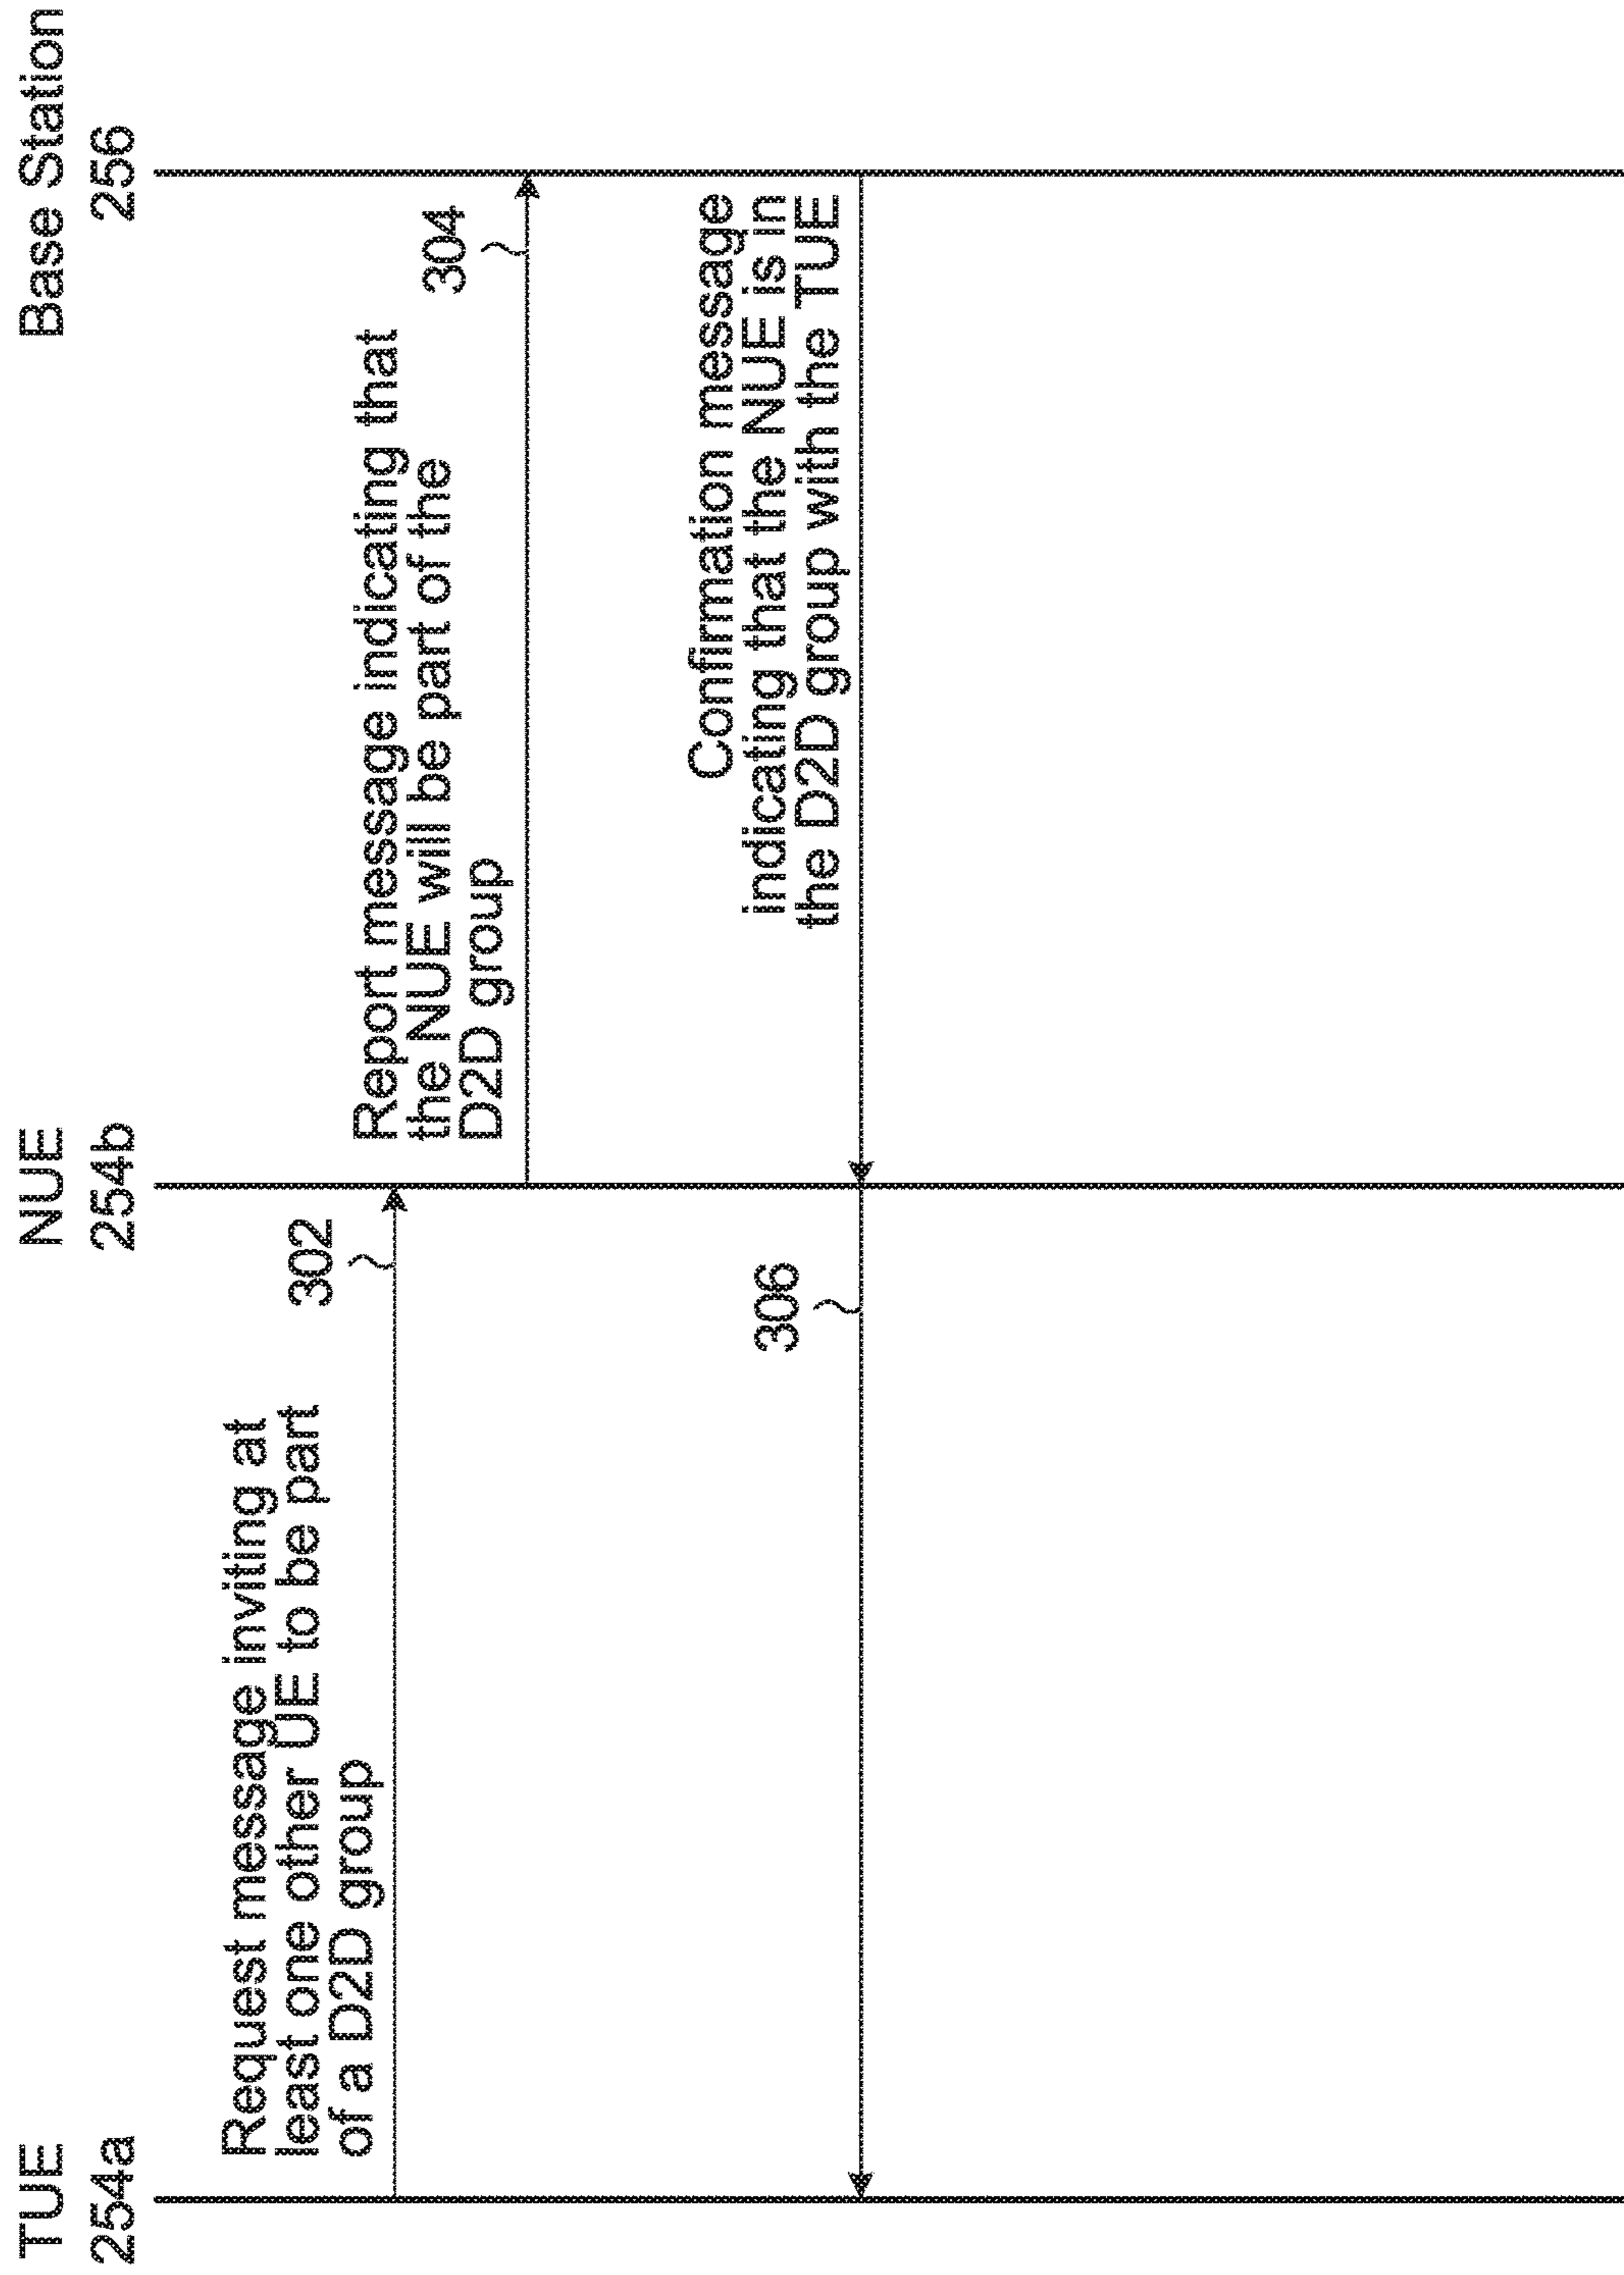 TUE
254a
NUE
254b
Base Station
256
Request message inviting at
least one other UE to be part
of a D2D group
302
Report message indicating that
the NUE will be part of the
D2D group
304
Confirmation message
indicating that the NUE is in
the D2D group with the TUE
306